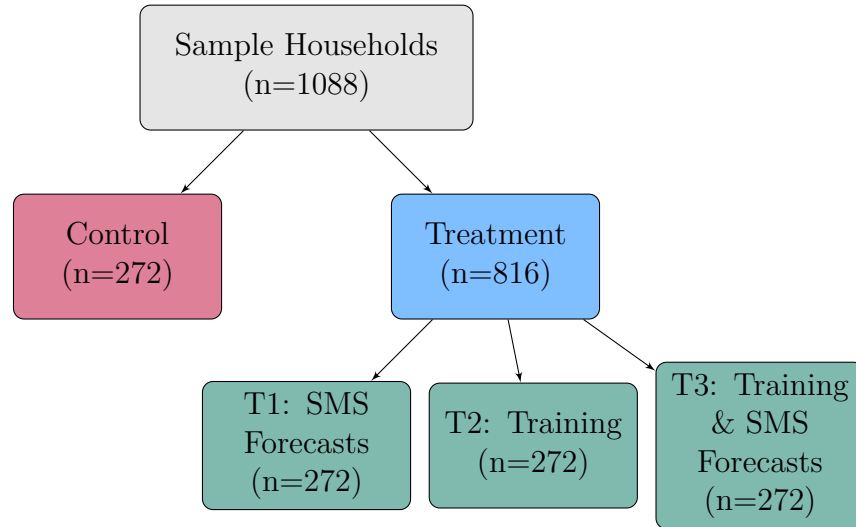 Sample Households
(n=1088)
Control
(n=272)
Treatment
(n=816)
T1: SMS
Forecasts
(n=272)
T2: Training
(n=272)
T3: Training
& SMS
Forecasts
(n=272)